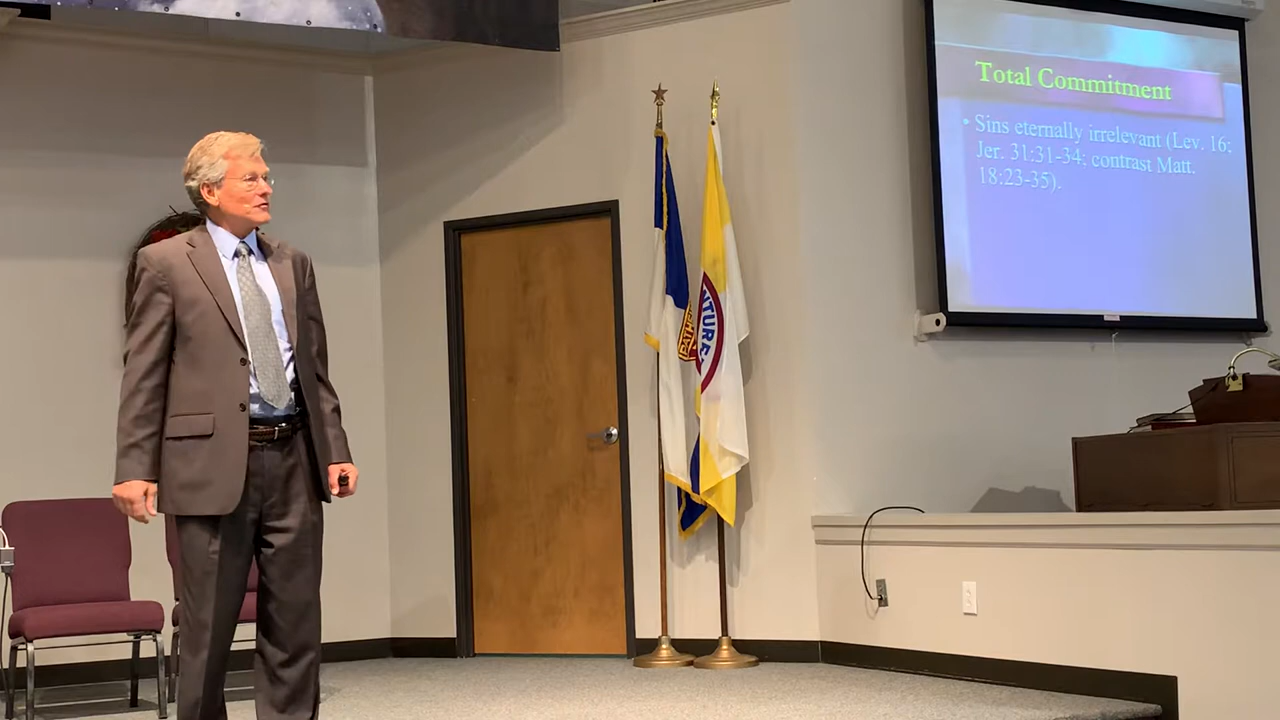 Total Commitment
• Sins eternally irrelevant (Lev. 16;
Jer. 31:31-34; contrast Matt.
18:23-35).